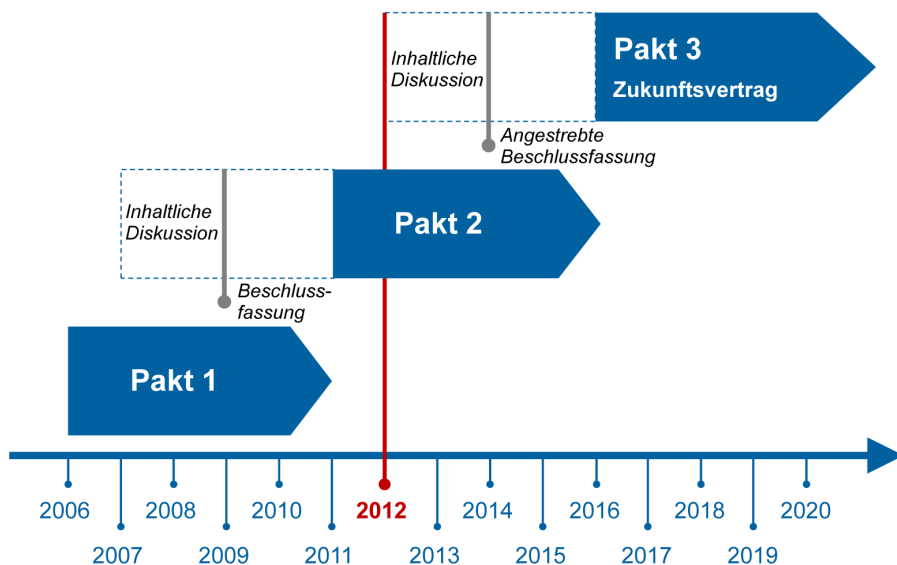 Inhaltliche
Diskussion
Pakt 3
Zukunftsvertrag
Angestrebte
Beschlussfassung
Inhaltliche
Diskussion
Pakt 2
Beschluss-
fassung
Pakt 1
2006 2008 2010 2012 2014 2016 2018 2020
2007 2009 2011 2013 2015 2017 2019